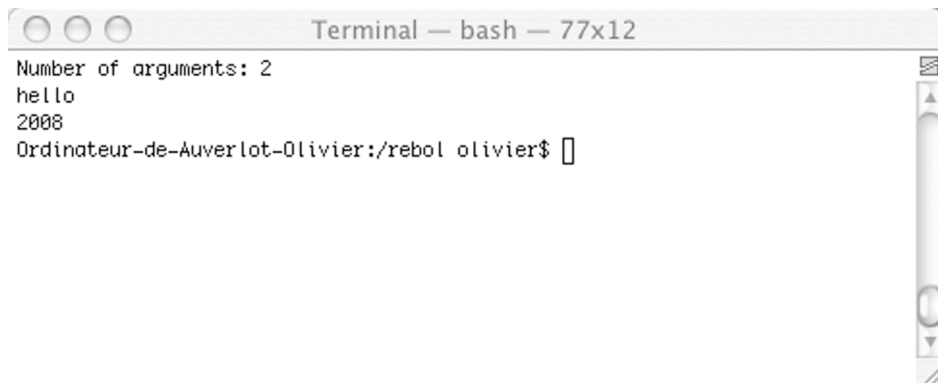 Terminal — bash — 77x12
Number of arguments: 2
hello
2008
Ordinateur-de-Auverlot-Olivier:/rebol olivier$